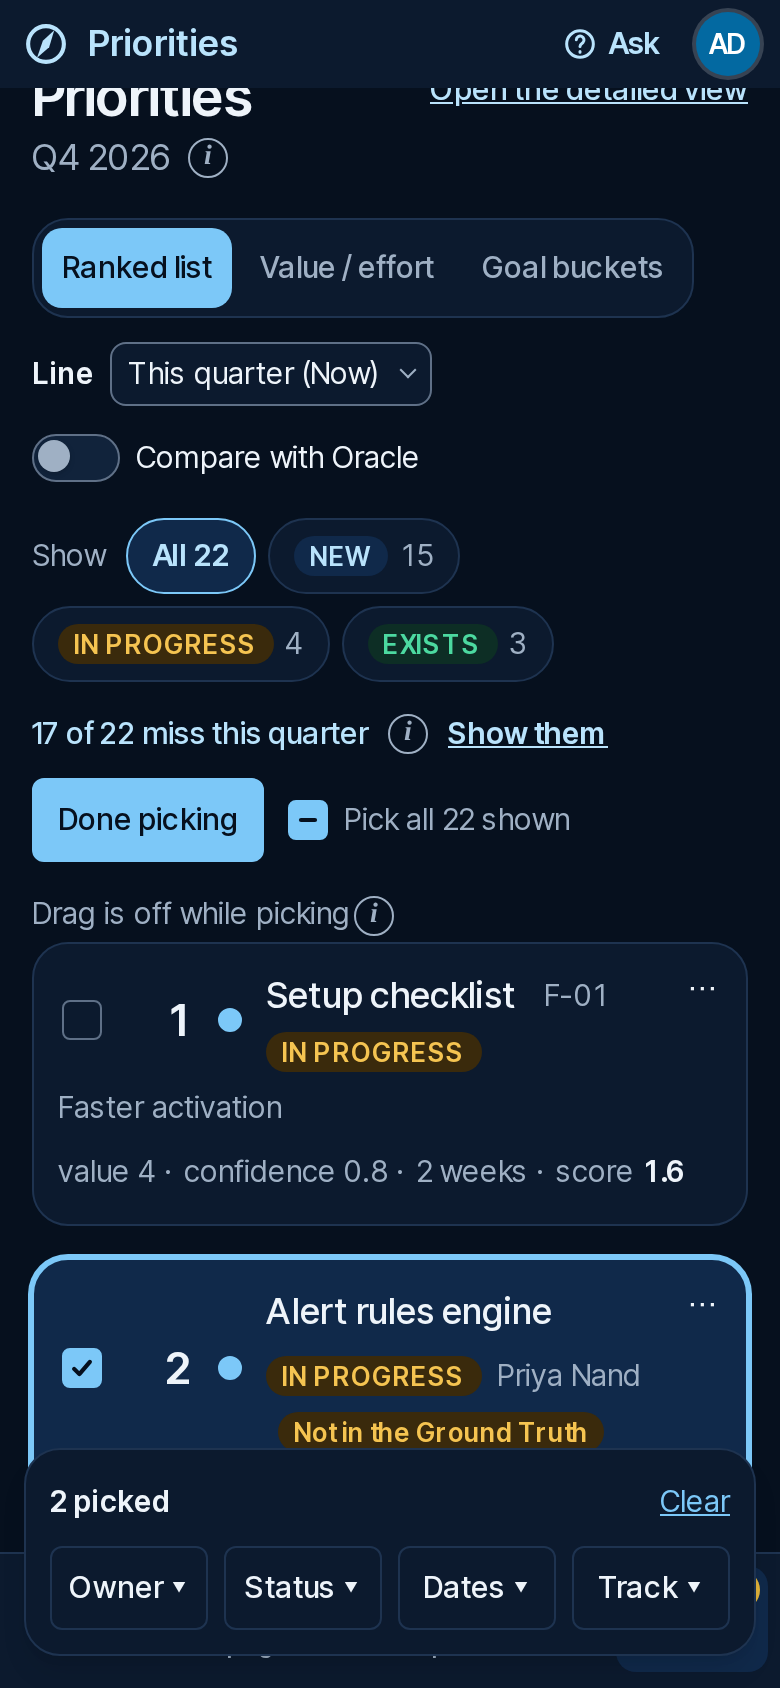 Priorities
Ask
AD
Priorities
Open the detailed view
Q4 2026 i
Ranked list
Value / effort
Goal buckets
Line
This quarter (Now)
Compare with Oracle
Show
All 22
NEW 15
IN PROGRESS 4
EXISTS 3
17 of 22 miss this quarter i Show them
Done picking
Pick all 22 shown
Drag is off while picking i
1 Setup checklist F-01 ...
IN PROGRESS
Faster activation
value 4 · confidence 0.8 · 2 weeks · score 1.6
Alert rules engine ...
2 IN PROGRESS Priya Nand
Not in the Ground Truth
2 picked
Clear
Owner ▾
Status ▾
Dates ▾
Track ▾